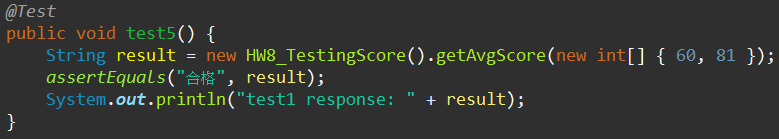 @Test
public void test5() {
String result = new HW8_TestingScore().getAvgScore(new int[] { 60, 81 });
assertEquals("合格", result);
System.out.println("test1 response: " + result);
}